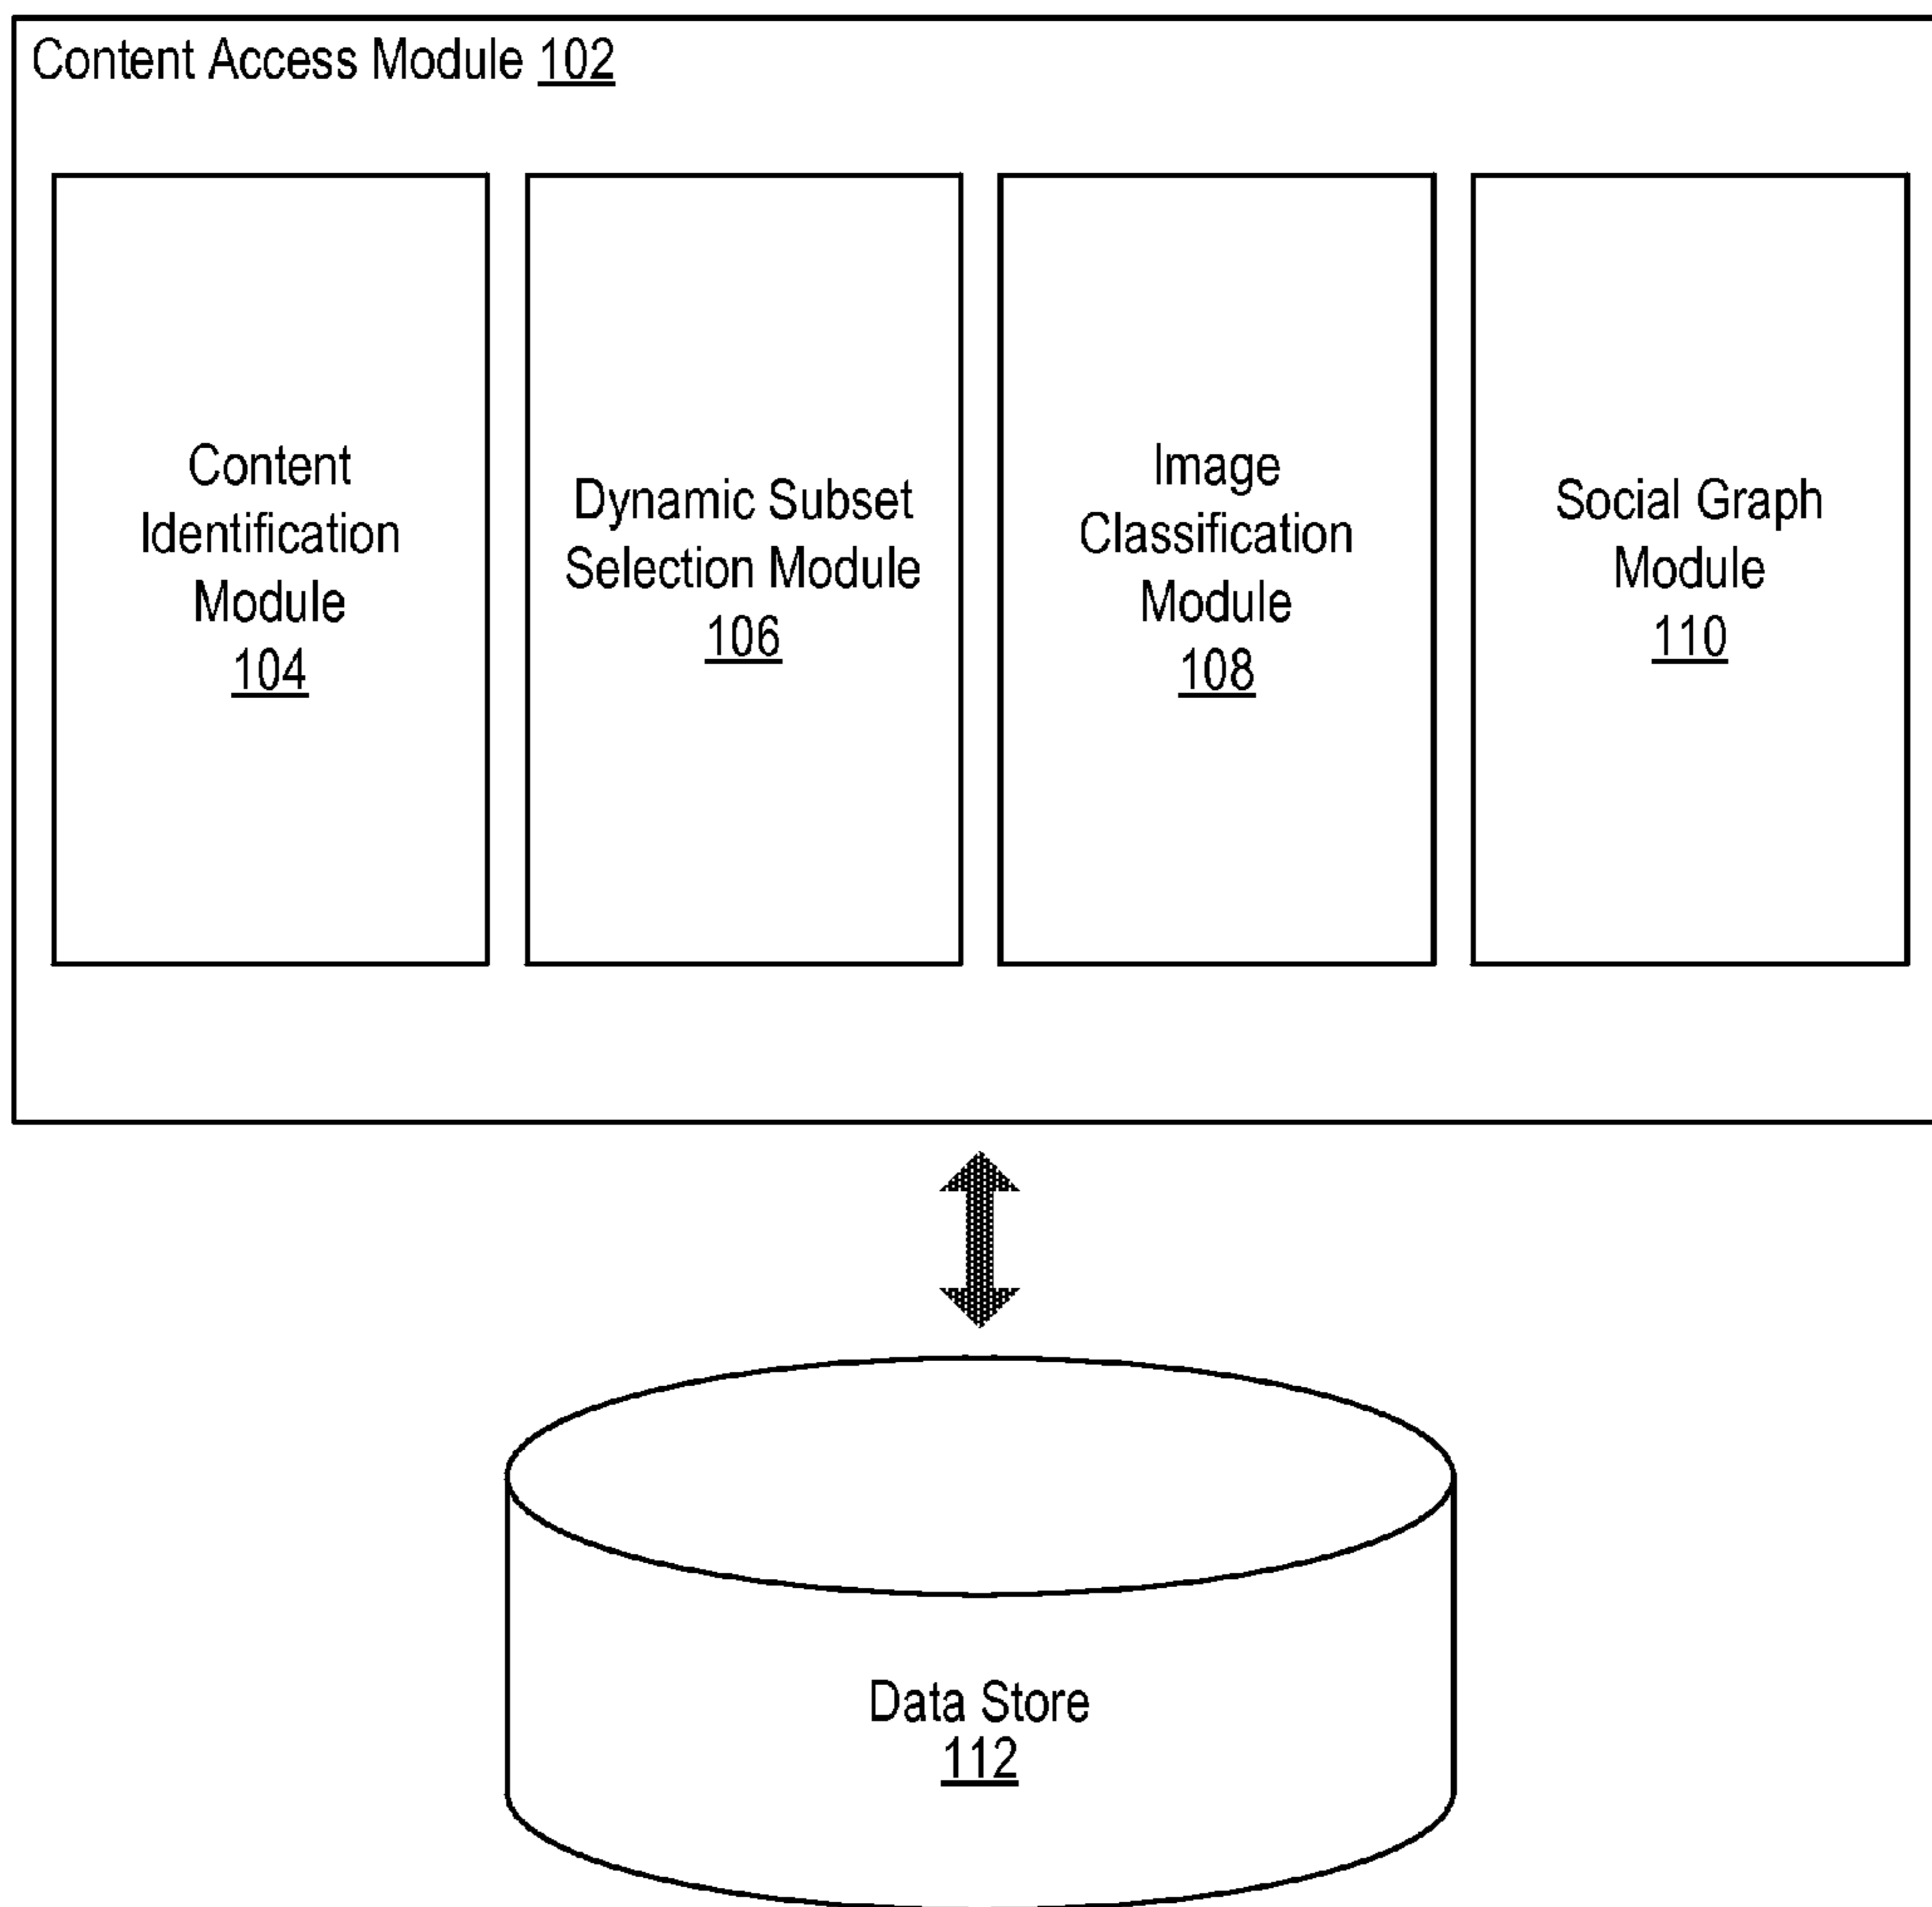 Content Access Module 102
Content
Identification
Module
104
Dynamic Subset
Selection Module
106
Image
Classification
Module
108
Social Graph
Module
110
Data Store
112